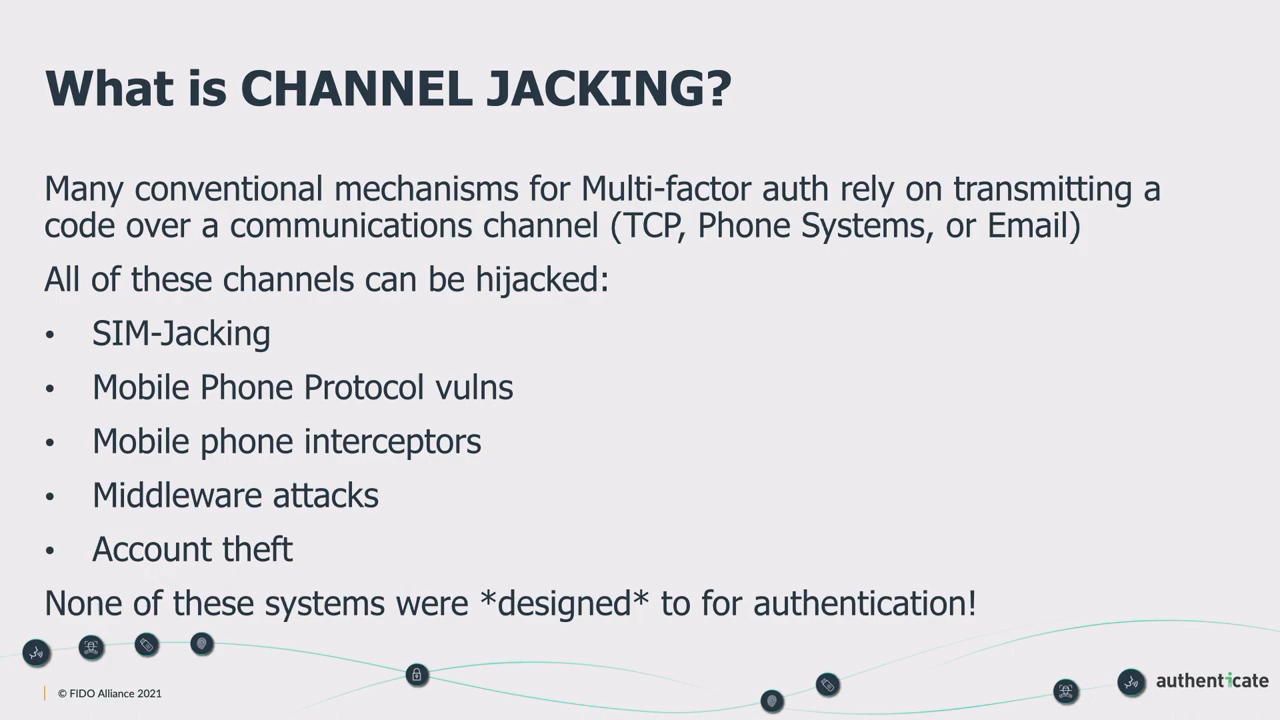 What is CHANNEL JACKING?
Many conventional mechanisms for Multi-factor auth rely on transmitting a
code over a communications channel (TCP, Phone Systems, or Email)
All of these channels can be hijacked:
• SIM-Jacking
• Mobile Phone Protocol vulns
• Mobile phone interceptors
• Middleware attacks
• Account theft
None of these systems were *designed* to for authentication!
© FIDO Alliance 2021
authenticate